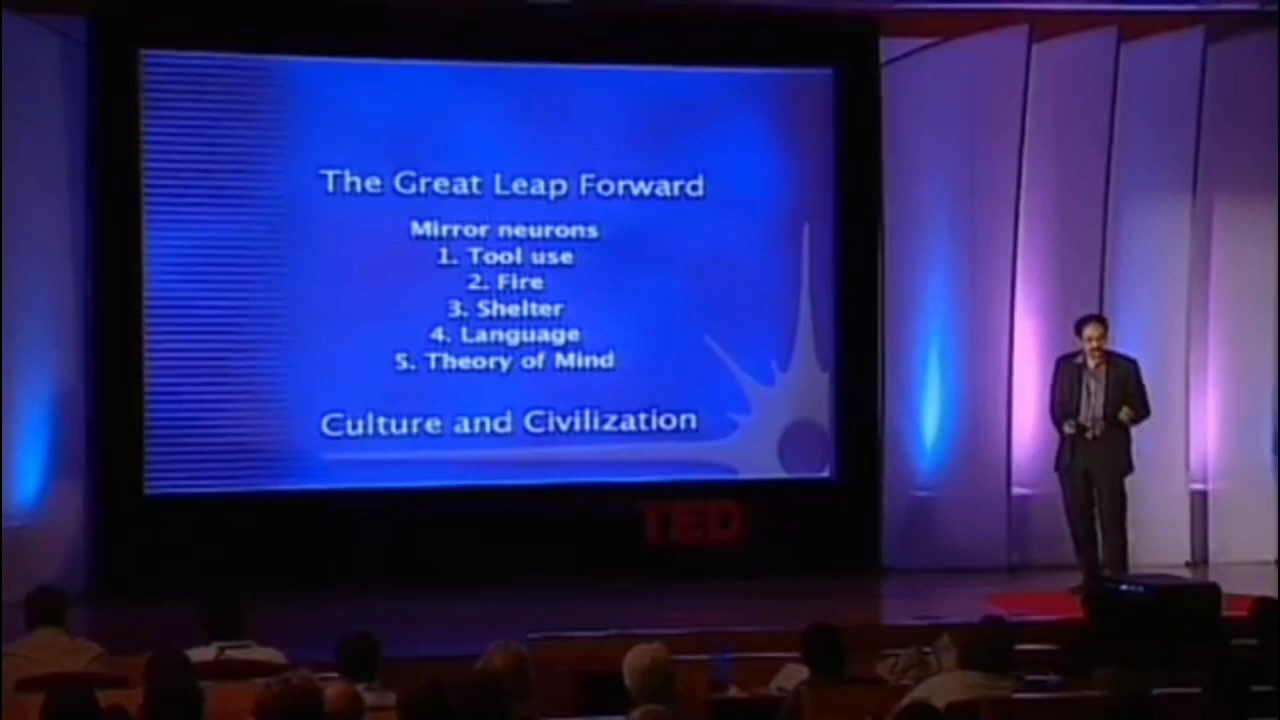 The Great Leap Forward
Mirror neurons
1. Tool use
2. Fire
3. Shelter
4. Language
5. Theory of Mind
Culture and Civilization
TED